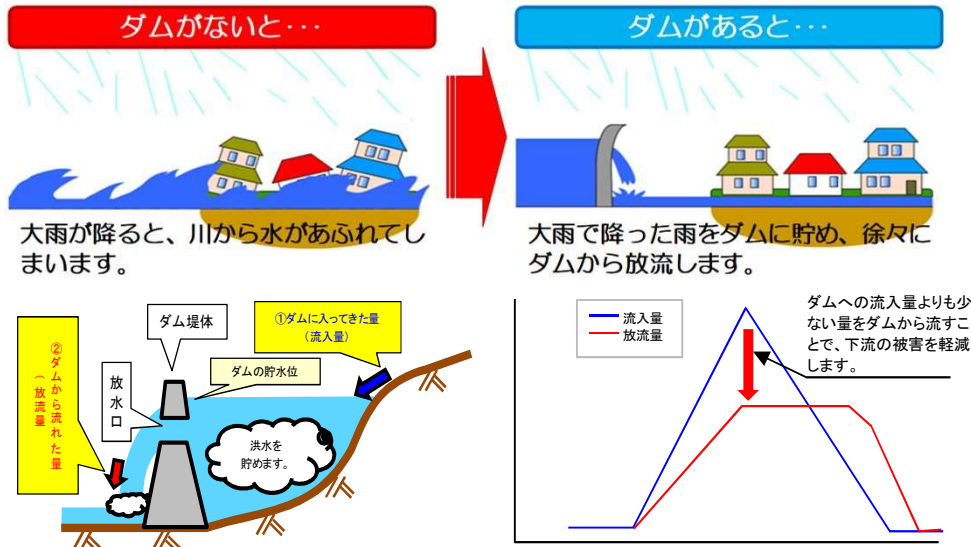 ダムがないと･･･
ダムがあると･･･
大雨が降ると、川から水があふれてし
まいます。
大雨で降った雨をダムに貯め、徐々に
ダムから放流します。
②ダムから流れた量
(放流量
放水口
ダム堤体
ダムの貯水位
①ダムに入ってきた量
(流入量)
洪水を
貯めます。
流入量
放流量
ダムへの流入量よりも少
ない量をダムから流すこ
とで、下流の被害を軽減
します。